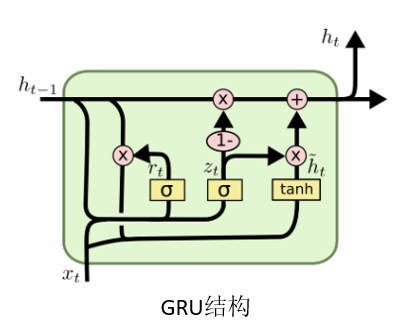 h_t
h_{t-1}
x
+
1-
x
r_t
z_t
x
h̃_t
σ
σ
tanh
x_t
GRU结构